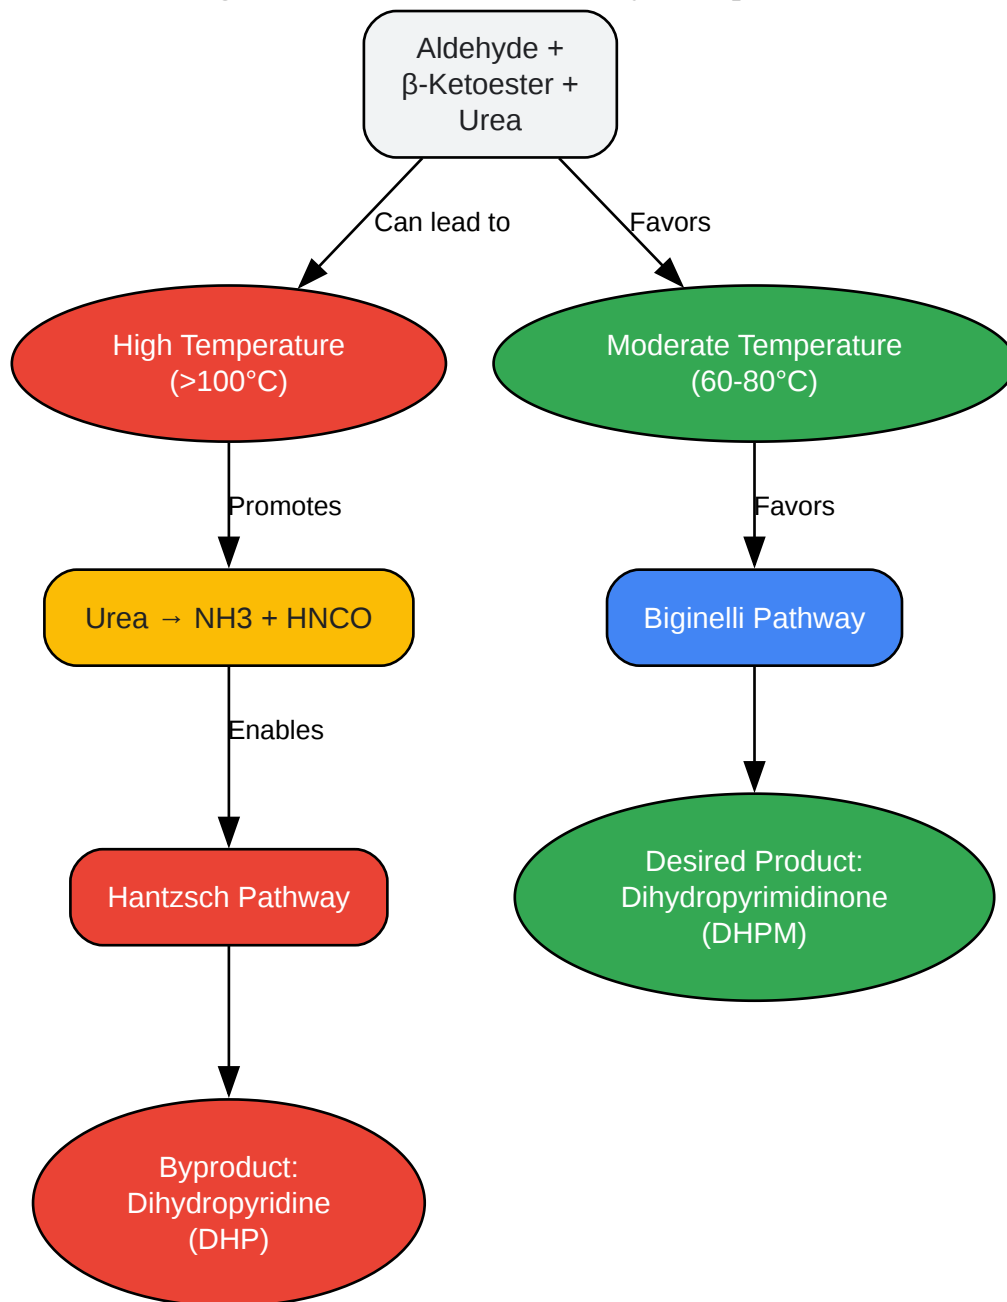 Aldehyde +
β-Ketoester +
Urea
Can lead to
Favors
High Temperature
(>100°C)
Moderate Temperature
(60-80°C)
Promotes
Favors
Urea → NH3 + HNCO
Biginelli Pathway
Enables
Hantzsch Pathway
Desired Product:
Dihydropyrimidinone
(DHPM)
Byproduct:
Dihydropyridine
(DHP)